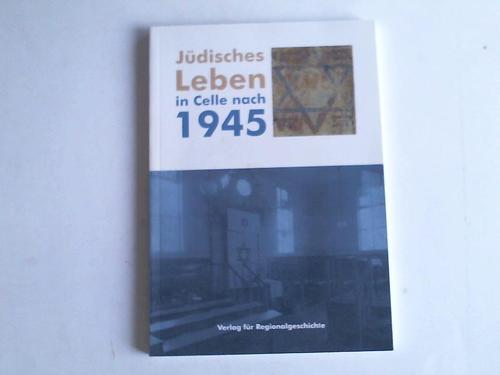 Jüdisches
Leben
in Celle nach
1945
Verlag für Regionalgeschichte